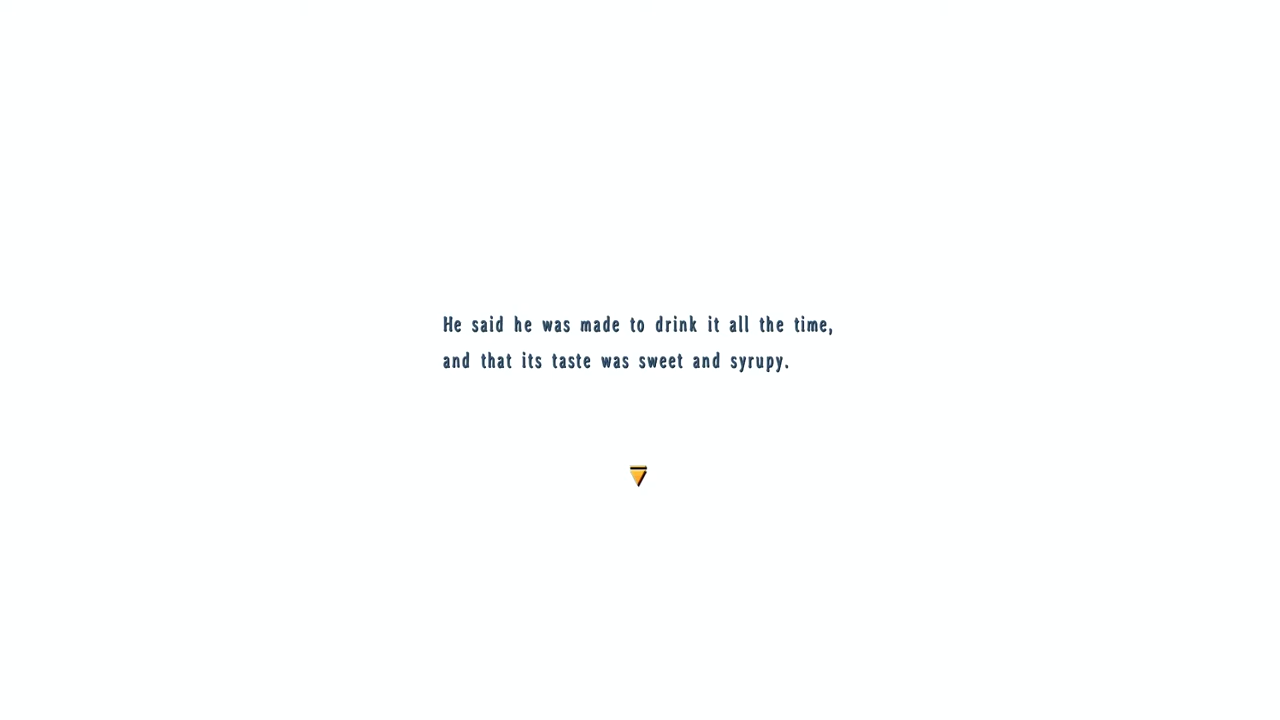 He said he was made to drink it all the time,
and that its taste was sweet and syrupy.